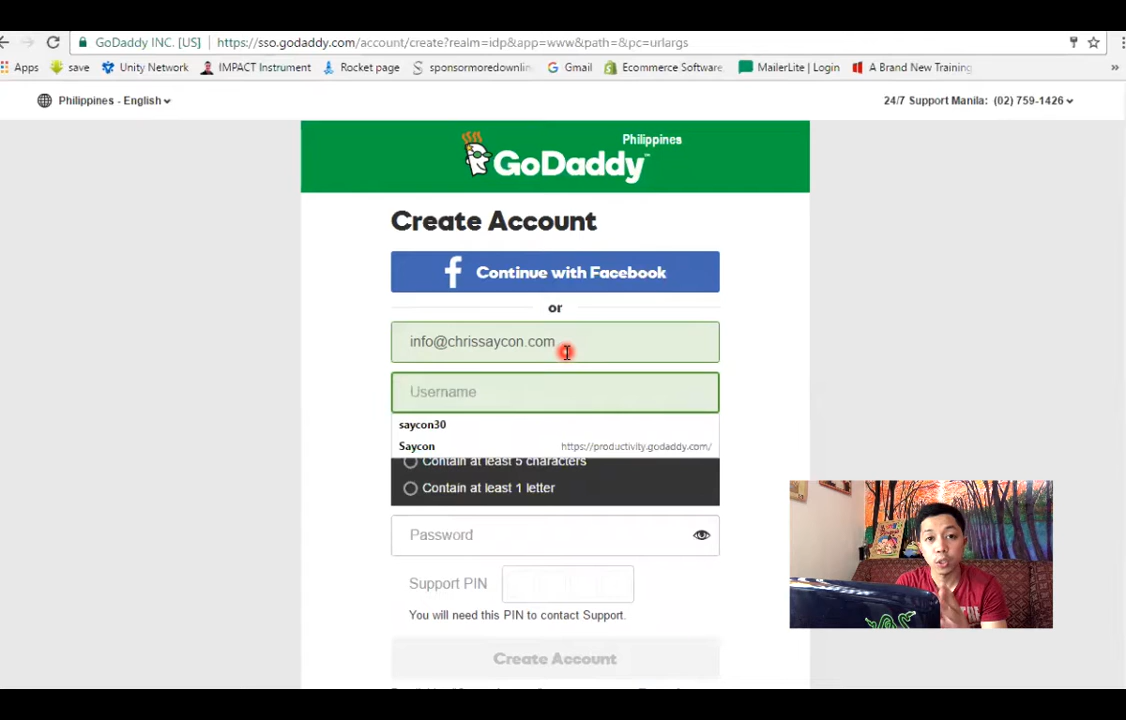 GoDaddy INC. [US] https://sso.godaddy.com/account/create?realm=idp&app=www&path=&pc=urlargs
Apps save Unity Network IMPACT Instrument Rocket page sponsormoredownlin Gmail Ecommerce Software MailerLite | Login A Brand New Training »
Philippines - English 24/7 Support Manila: (02) 759-1426
Philippines
GoDaddy™
Create Account
Continue with Facebook
or
info@chrissaycon.com
Username
saycon30
Saycon https://productivity.godaddy.com/
Contain at least 5 characters
Contain at least 1 letter
Password
Support PIN
You will need this PIN to contact Support.
Create Account